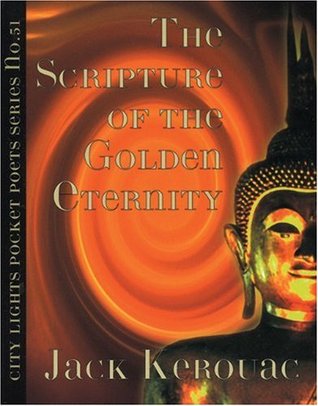 The
Scripture
of the
Golden
Eternity
Jack Kerouac
City Lights Pocket Poets Series No. 51